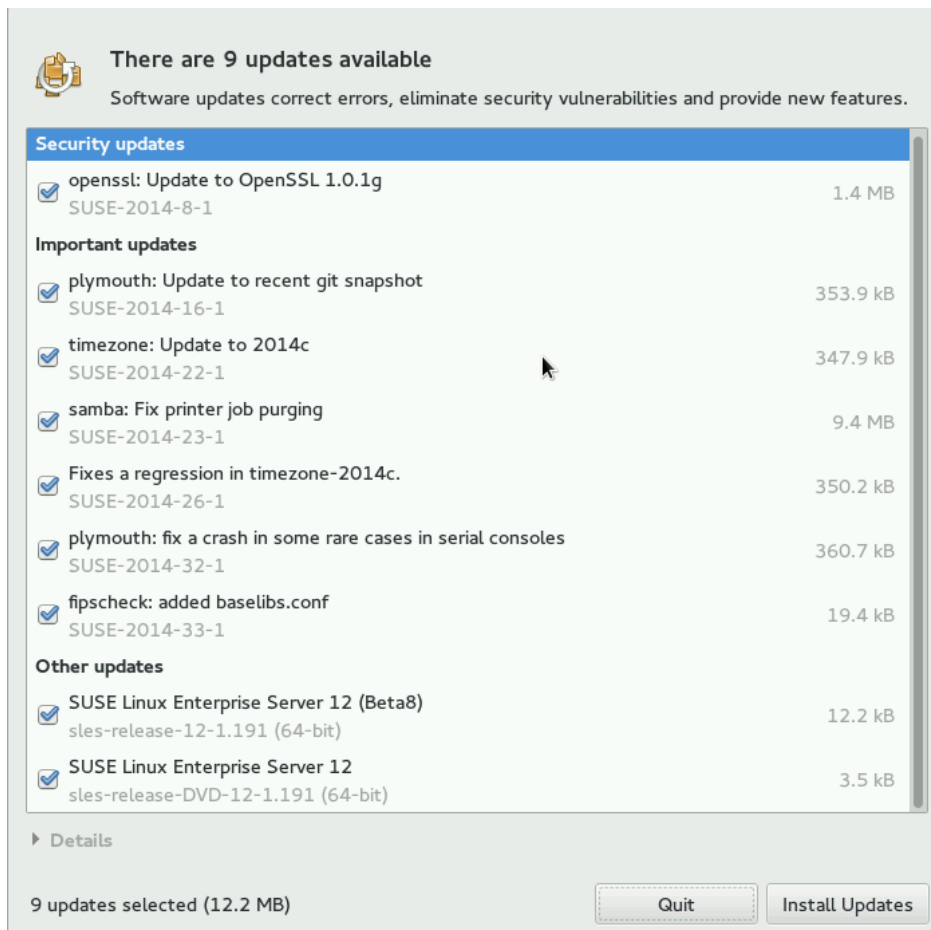 There are 9 updates available
Software updates correct errors, eliminate security vulnerabilities and provide new features.
Security updates
openssl: Update to OpenSSL 1.0.1g
1.4 MB
SUSE-2014-8-1
Important updates
plymouth: Update to recent git snapshot
353.9 kB
SUSE-2014-16-1
timezone: Update to 2014c
347.9 kB
SUSE-2014-22-1
samba: Fix printer job purging
9.4 MB
SUSE-2014-23-1
Fixes a regression in timezone-2014c.
350.2 kB
SUSE-2014-26-1
plymouth: fix a crash in some rare cases in serial consoles
360.7 kB
SUSE-2014-32-1
fipscheck: added baselibs.conf
19.4 kB
SUSE-2014-33-1
Other updates
SUSE Linux Enterprise Server 12 (Beta8)
12.2 kB
sles-release-12-1.191 (64-bit)
SUSE Linux Enterprise Server 12
3.5 kB
sles-release-DVD-12-1.191 (64-bit)
Details
9 updates selected (12.2 MB)
Quit
Install Updates